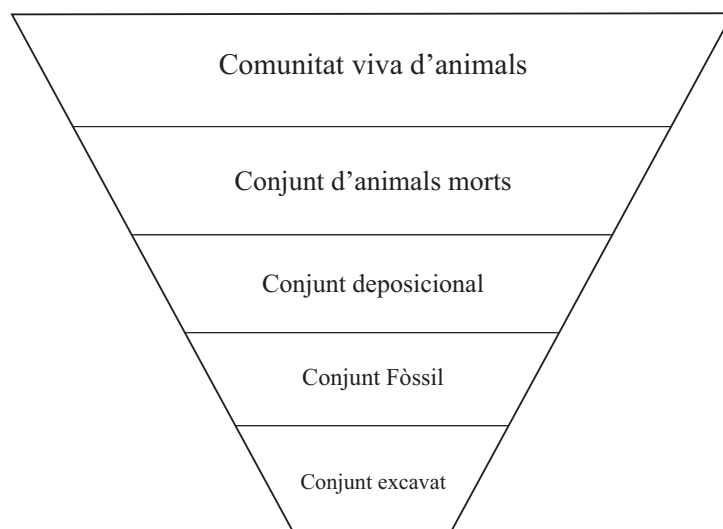 Comunitat viva d’animals
Conjunt d’animals morts
Conjunt deposicional
Conjunt Fòssil
Conjunt excavat